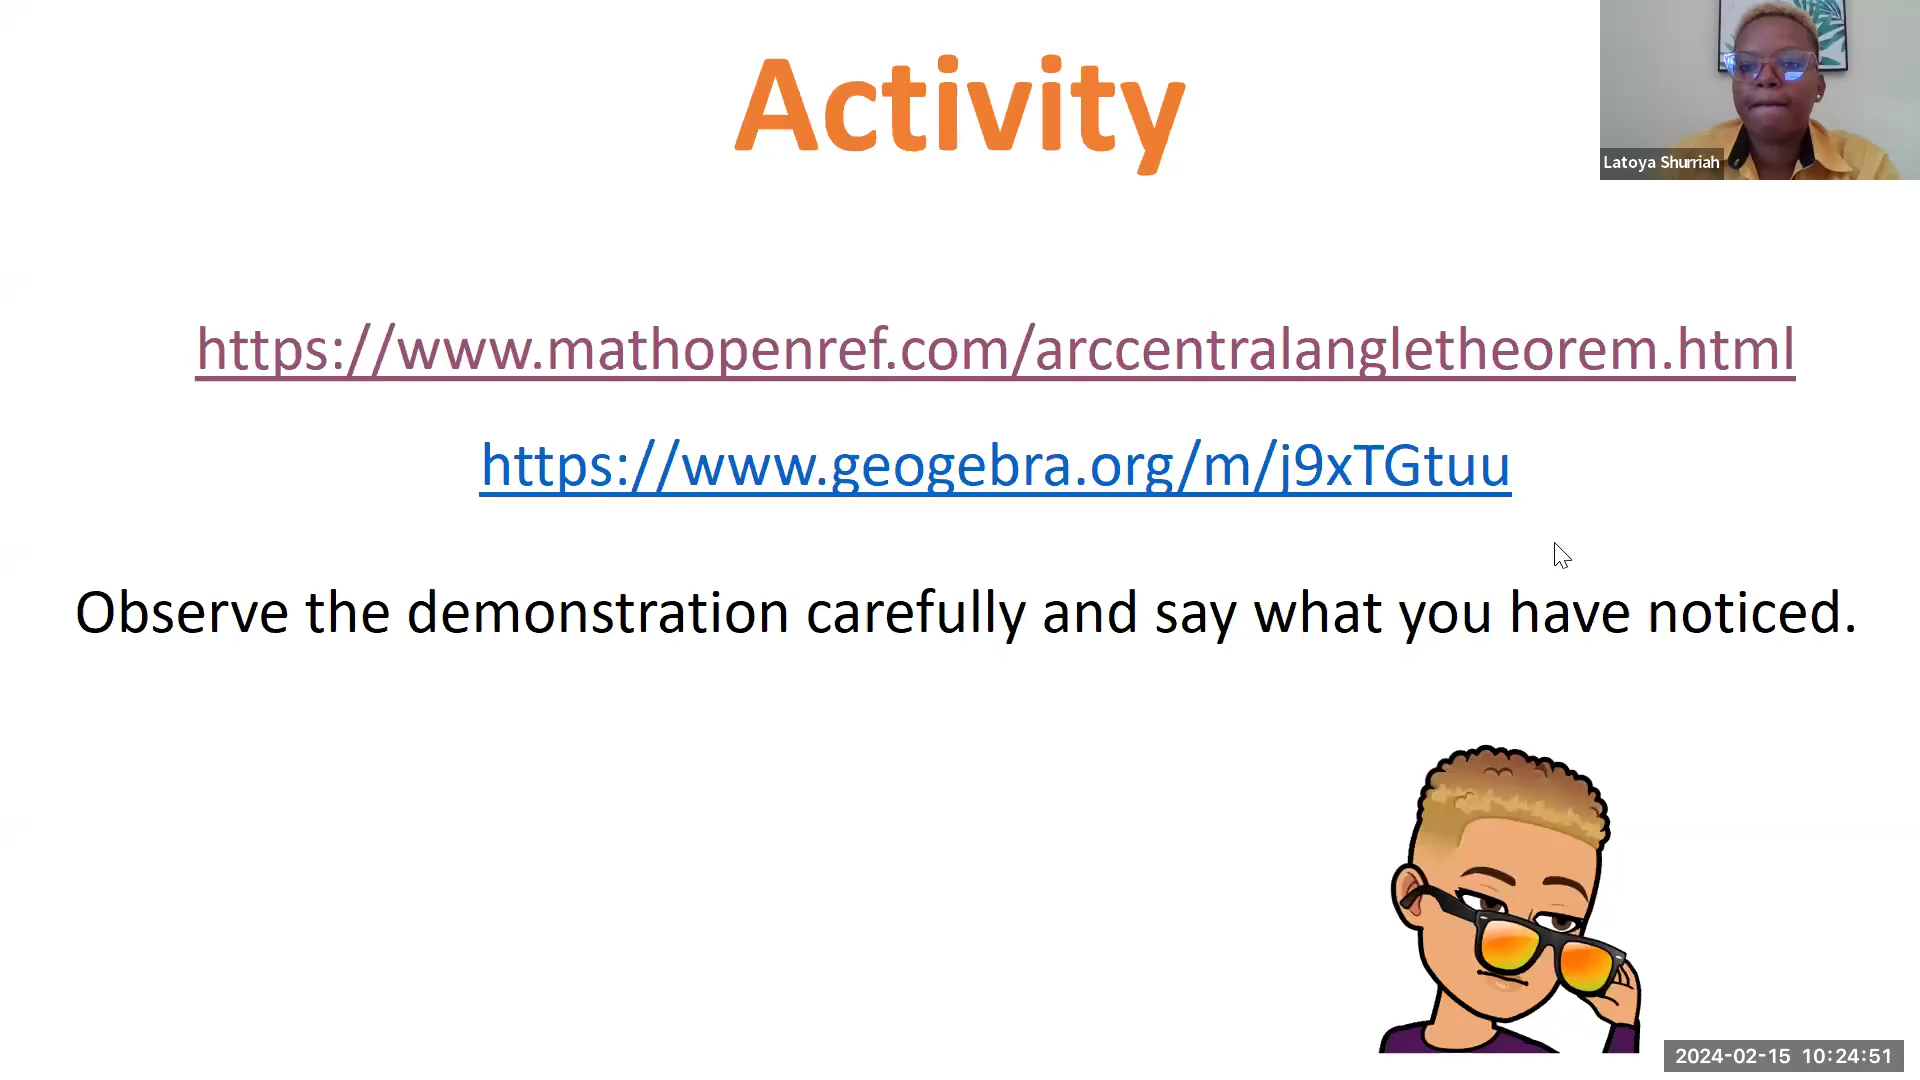 Activity
Latoya Shurriah
https://www.mathopenref.com/arccentralangletheorem.html
https://www.geogebra.org/m/j9xTGtuu
Observe the demonstration carefully and say what you have noticed.
2024-02-15 10:24:51